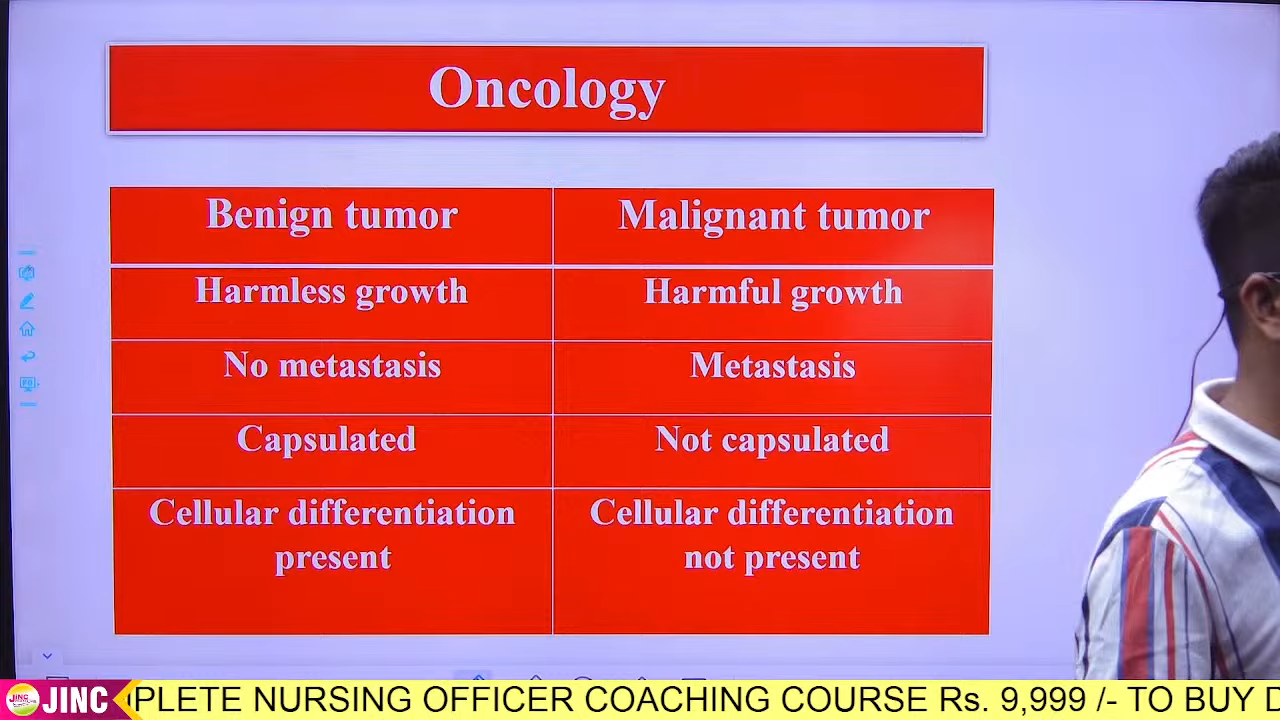 Oncology
Benign tumor
Malignant tumor
Harmless growth
Harmful growth
No metastasis
Metastasis
Capsulated
Not capsulated
Cellular differentiation
present
Cellular differentiation
not present
JINC
NURSING OFFICER COACHING COURSE Rs. 9,999 /- TO BUY